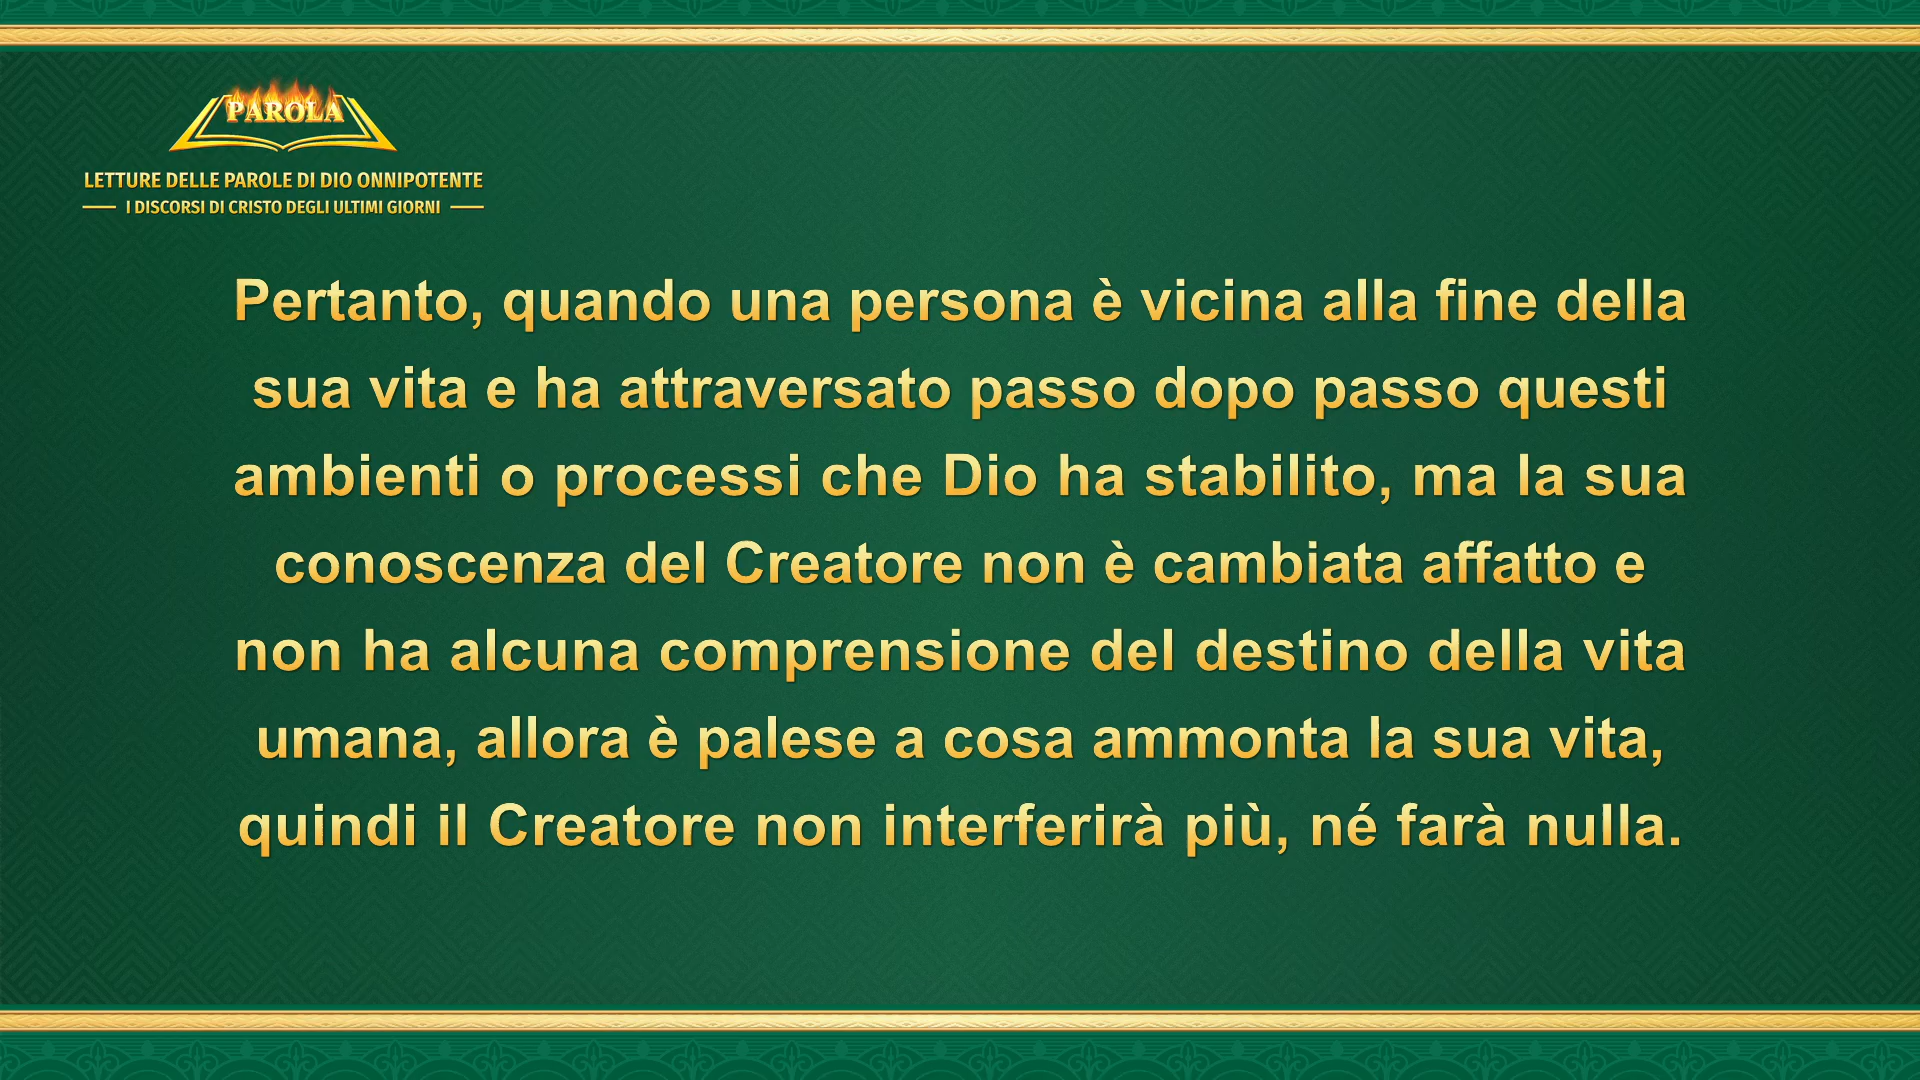 PAROLA
LETTURE DELLE PAROLE DI DIO ONNIPOTENTE
I DISCORSI DI CRISTO DEGLI ULTIMI GIORNI
Pertanto, quando una persona è vicina alla fine della
sua vita e ha attraversato passo dopo passo questi
ambienti o processi che Dio ha stabilito, ma la sua
conoscenza del Creatore non è cambiata affatto e
non ha alcuna comprensione del destino della vita
umana, allora è palese a cosa ammonta la sua vita,
quindi il Creatore non interferirà più, né farà nulla.